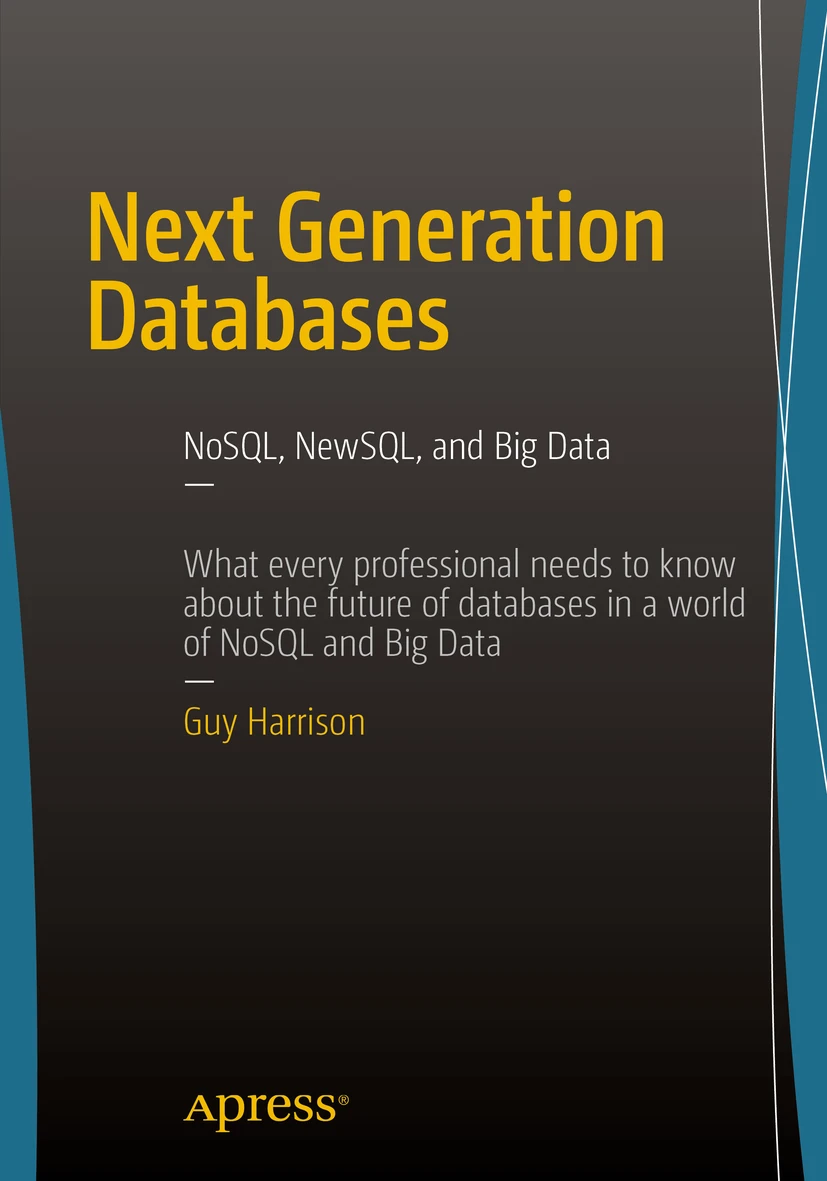 Next Generation
Databases
NoSQL, NewSQL, and Big Data
—
What every professional needs to know
about the future of databases in a world
of NoSQL and Big Data
—
Guy Harrison
Apress®